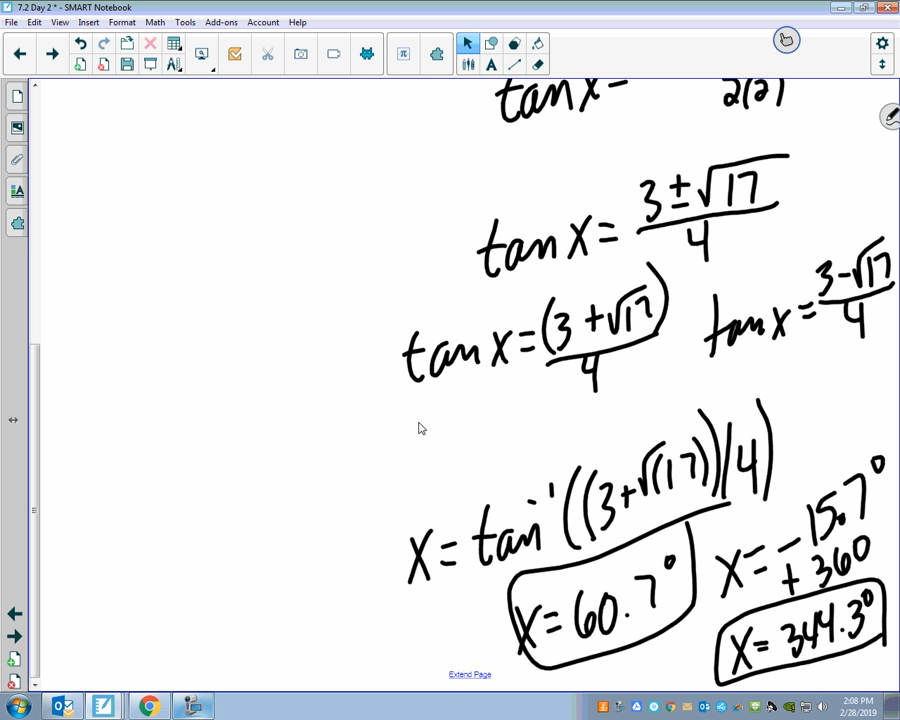 7.2 Day 2 * - SMART Notebook
File Edit View Insert Format Math Tools Add-ons Account Help
tan x = 2(2)
tan x = 3 ± √17 / 4
tan x = (3 + √17) / 4
tan x = 3 - √17 / 4
x = tan⁻¹((3+√(17))/4)
x = -15.7°
+ 360
x = 60.7°
x = 344.3°
Extend Page
2:08 PM
2/28/2019